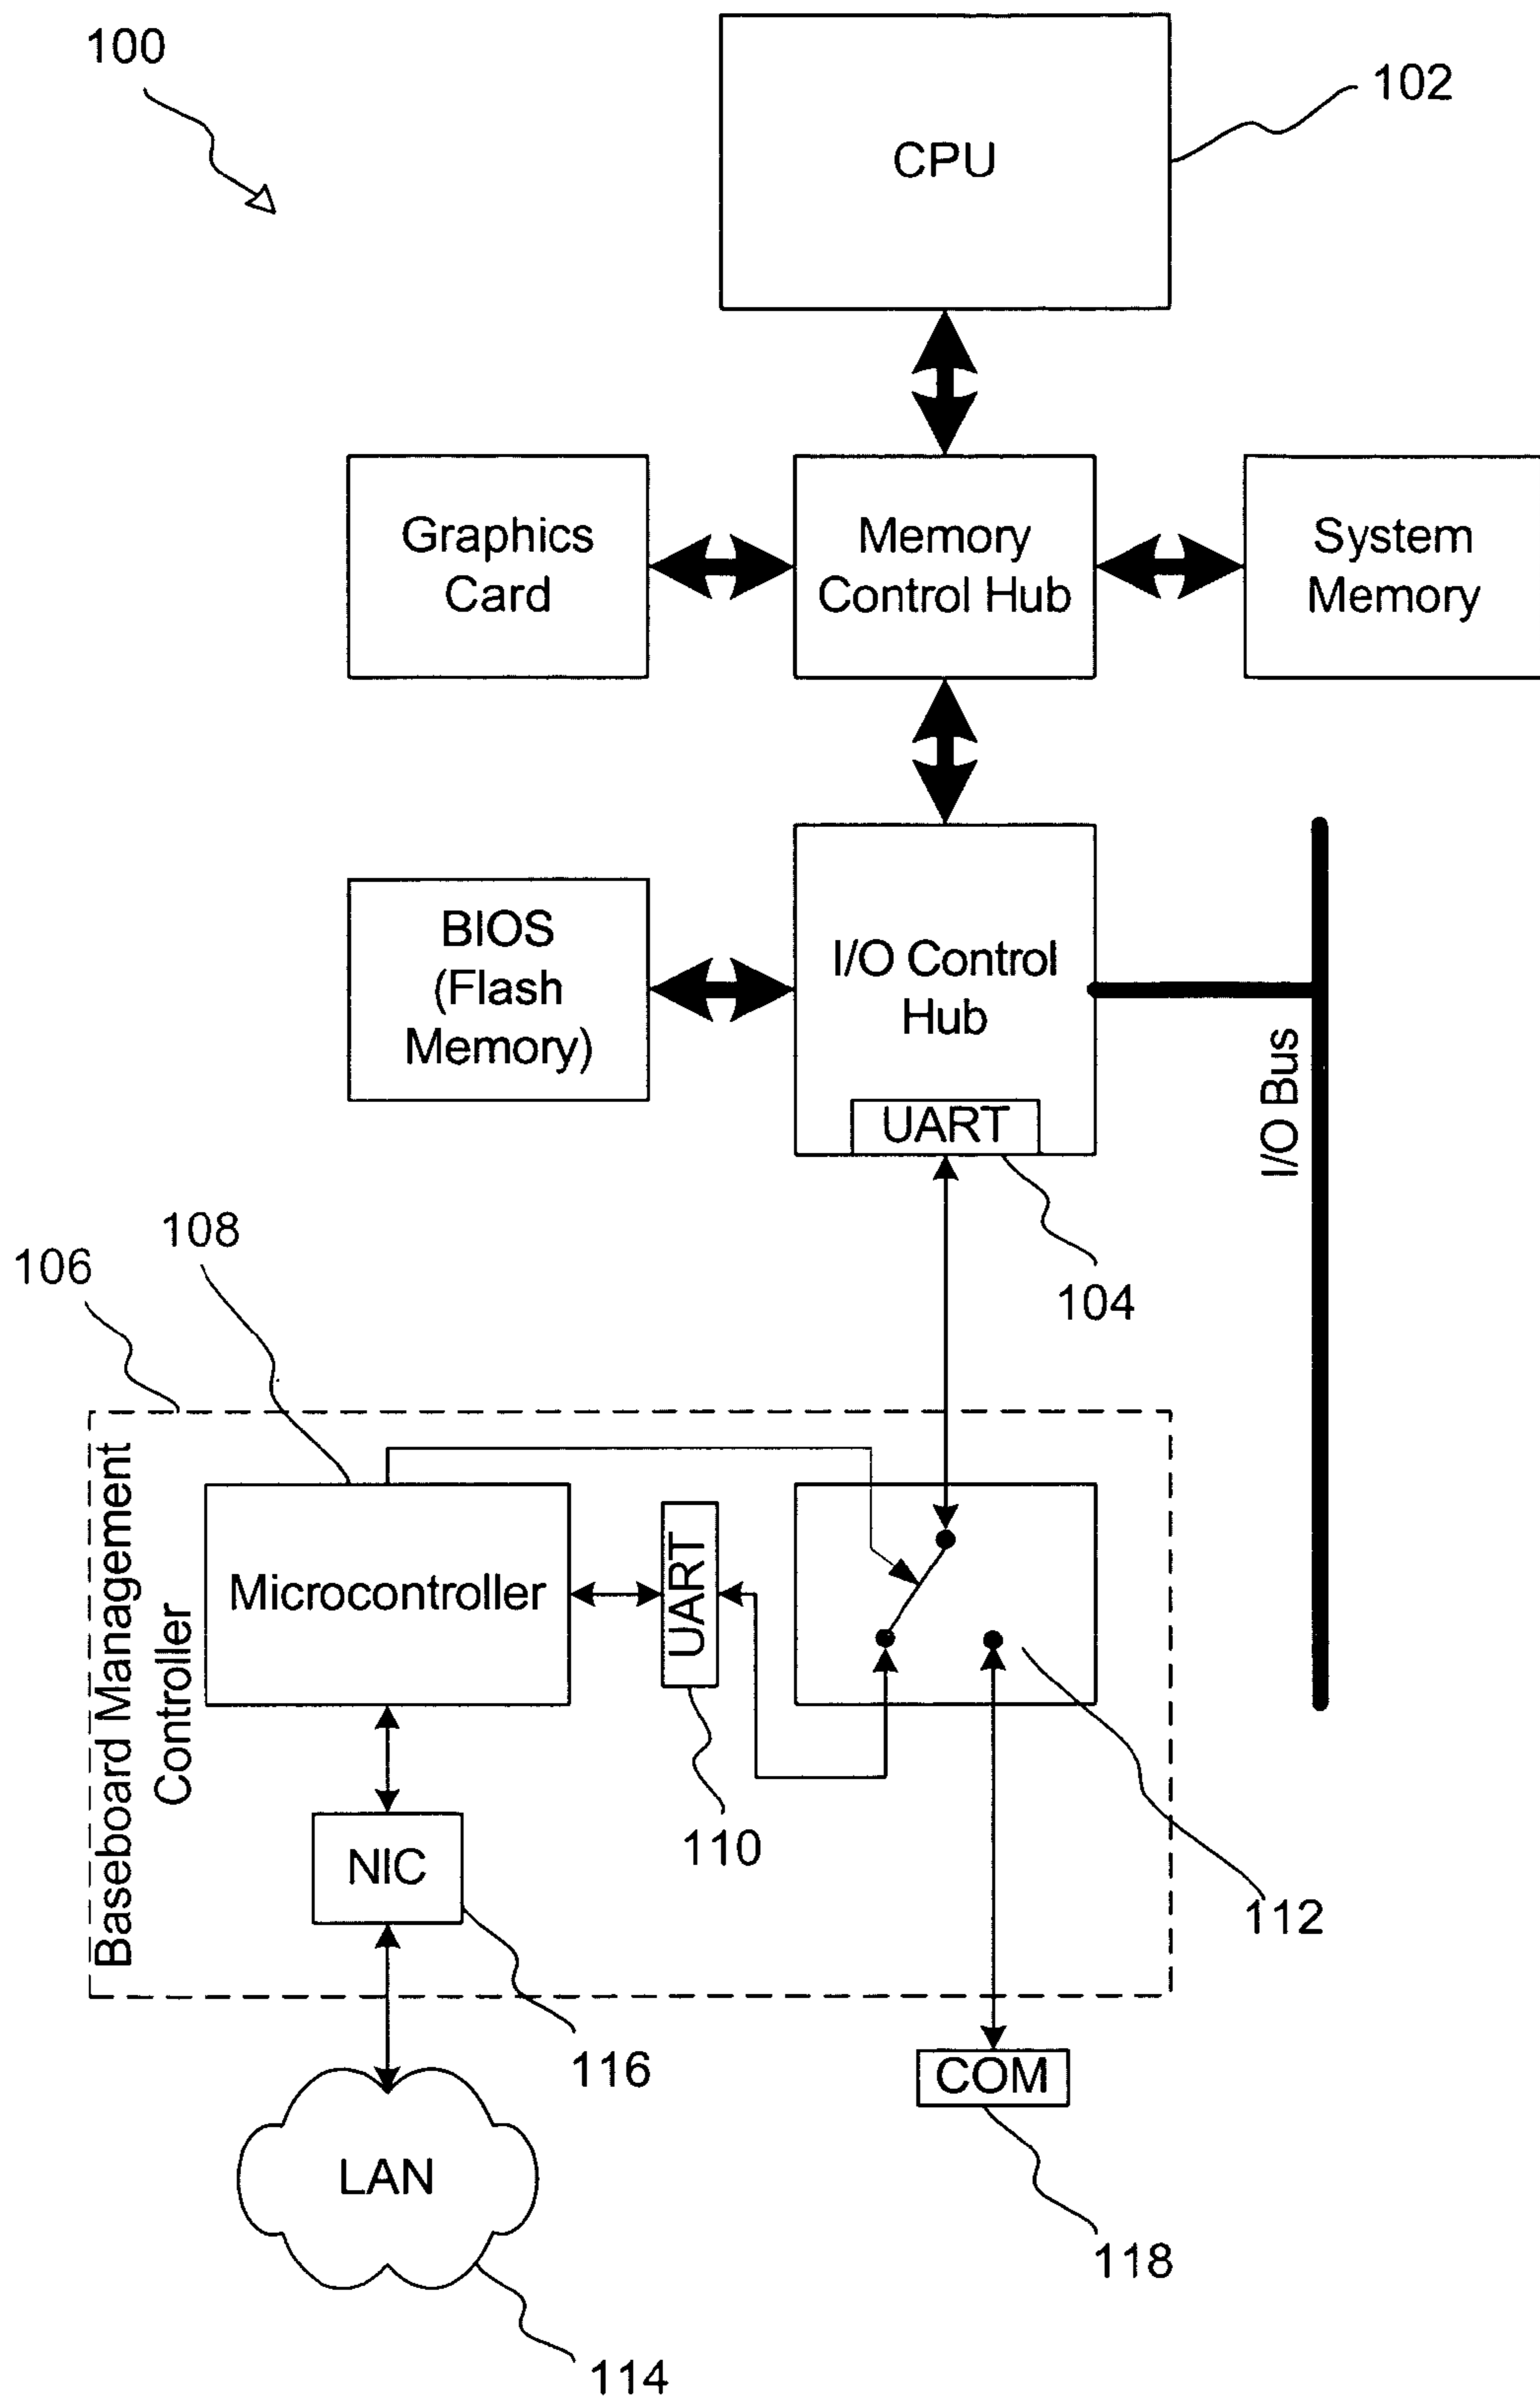 100
102
CPU
Graphics
Card
Memory
Control Hub
System
Memory
BIOS
(Flash
Memory)
I/O Control
Hub
UART
I/O Bus
104
108
106
Baseboard Management
Controller
Microcontroller
UART
110
112
NIC
116
COM
118
LAN
114